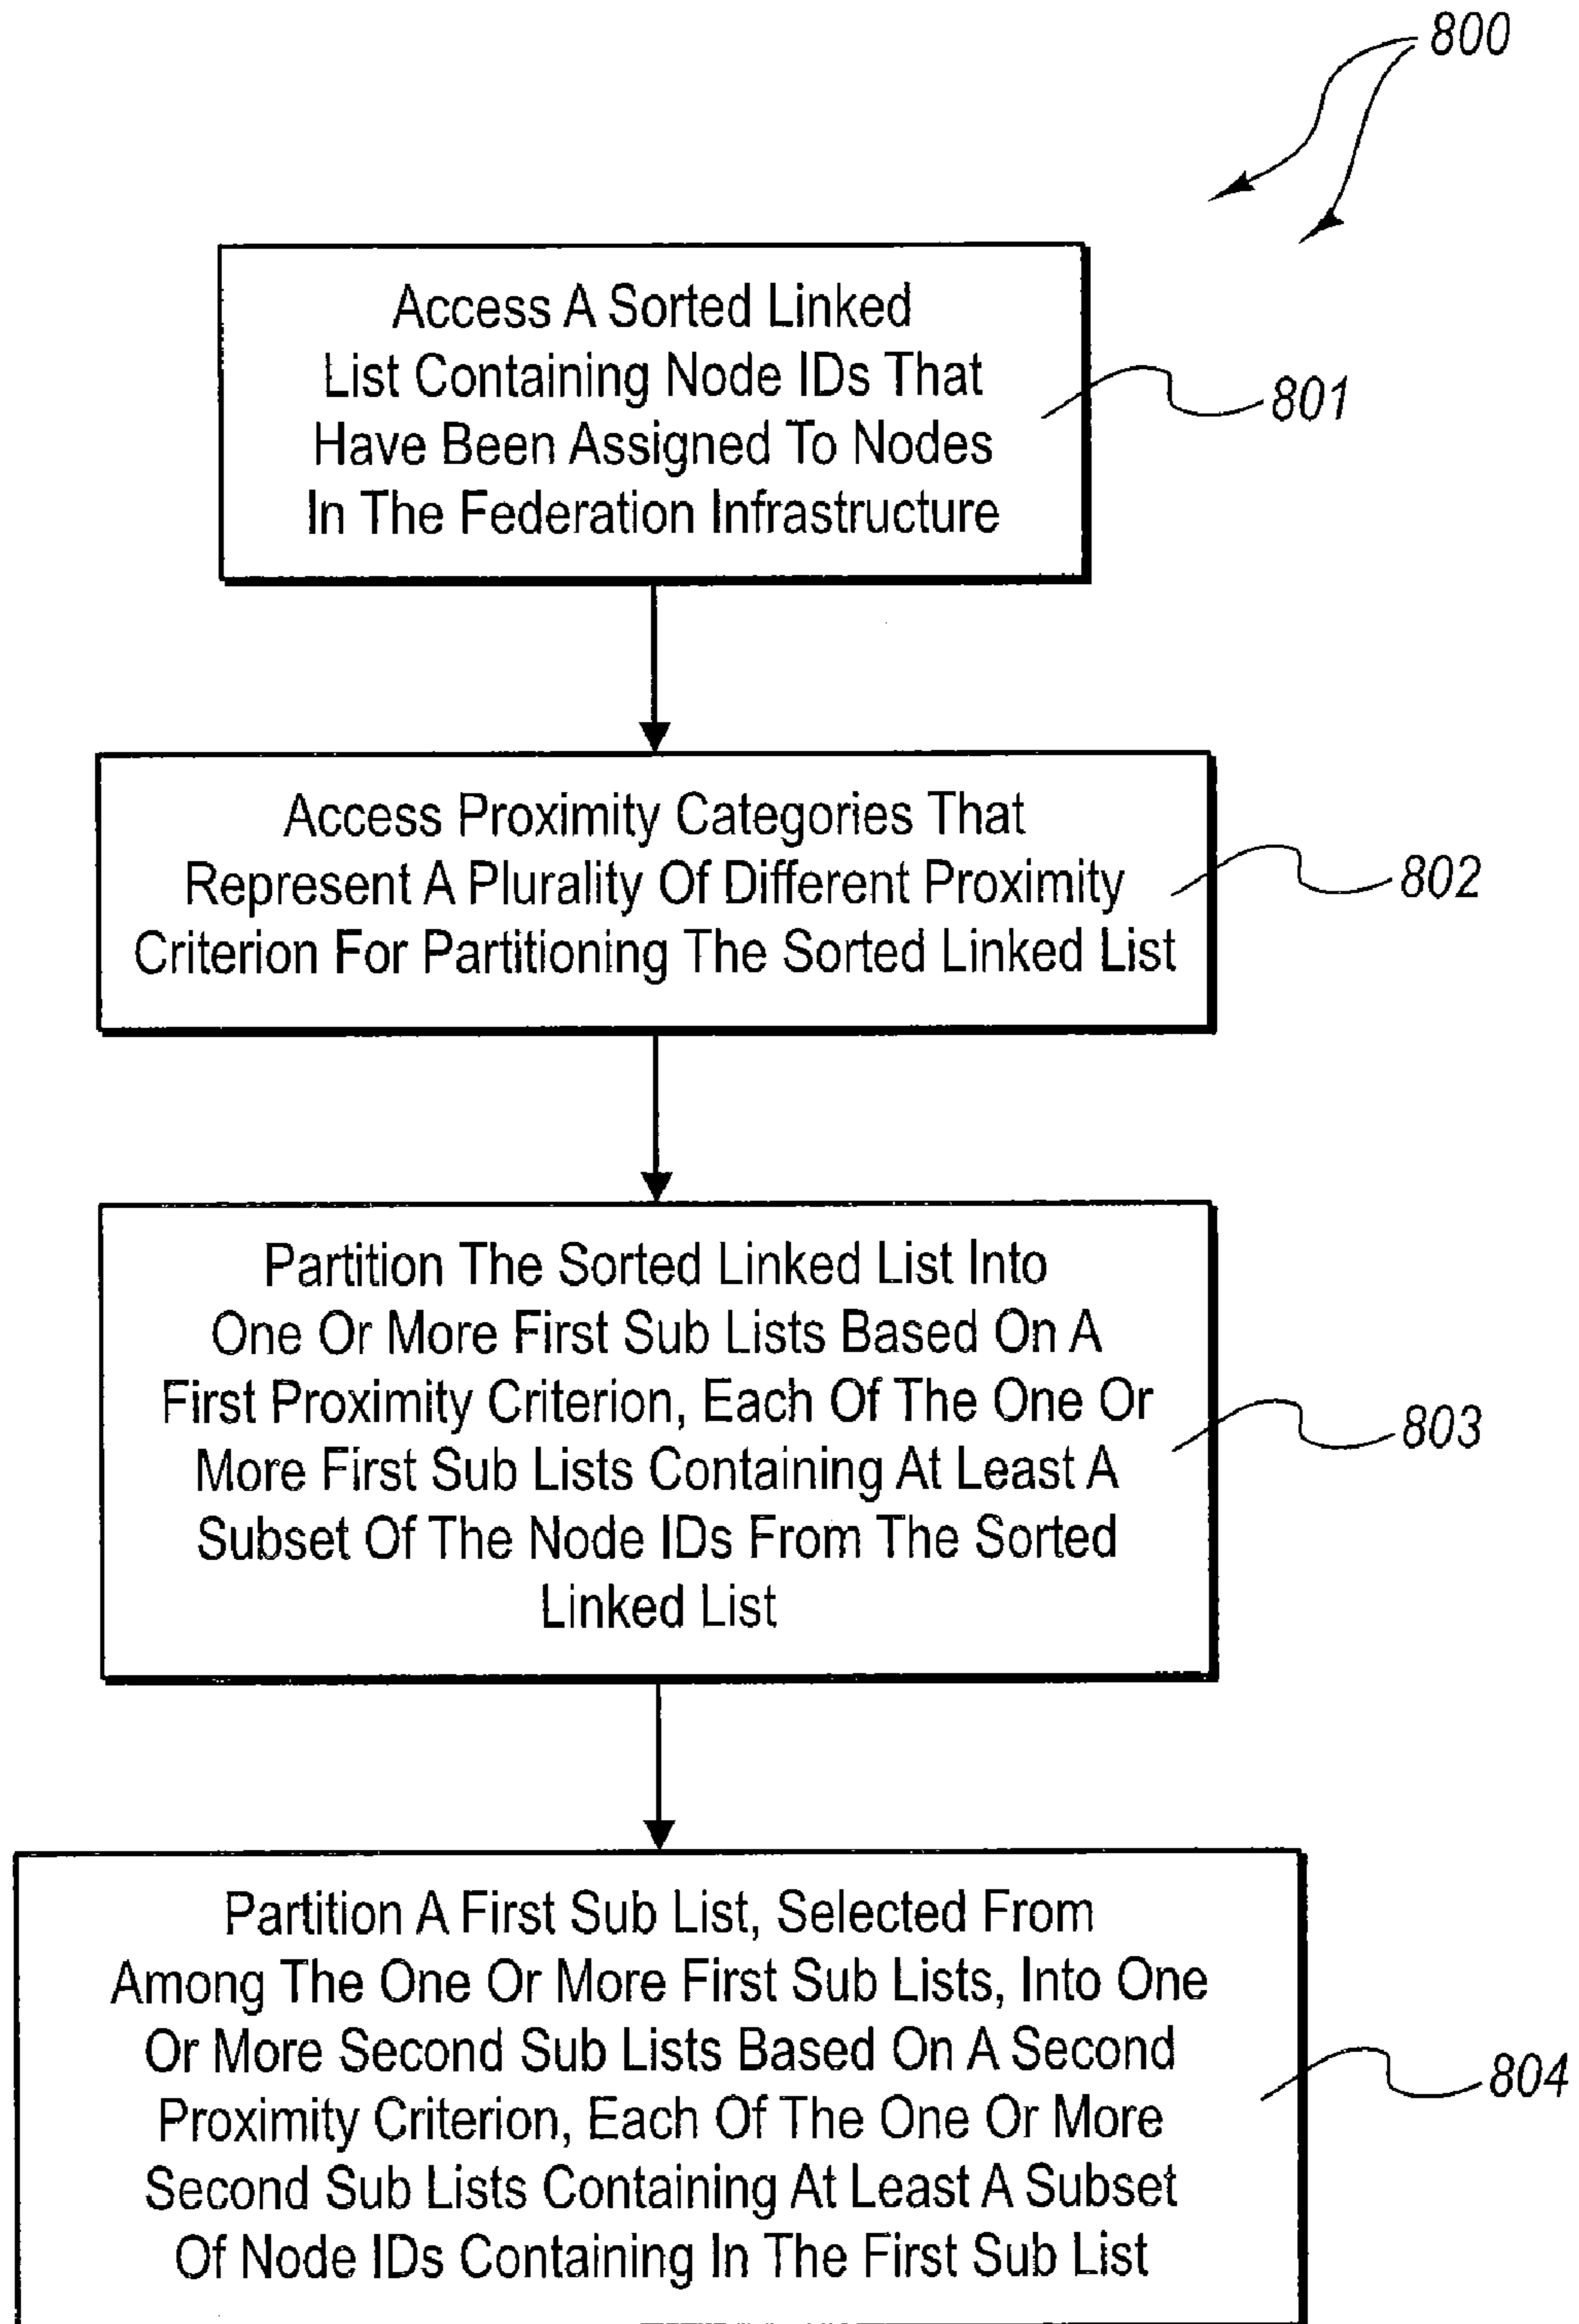 800
Access A Sorted Linked
List Containing Node IDs That
Have Been Assigned To Nodes
In The Federation Infrastructure
801
Access Proximity Categories That
Represent A Plurality Of Different Proximity
Criterion For Partitioning The Sorted Linked List
802
Partition The Sorted Linked List Into
One Or More First Sub Lists Based On A
First Proximity Criterion, Each Of The One Or
More First Sub Lists Containing At Least A
Subset Of The Node IDs From The Sorted
Linked List
803
Partition A First Sub List, Selected From
Among The One Or More First Sub Lists, Into One
Or More Second Sub Lists Based On A Second
Proximity Criterion, Each Of The One Or More
Second Sub Lists Containing At Least A Subset
Of Node IDs Containing In The First Sub List
804